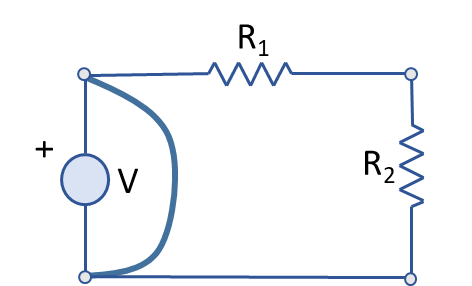 R₁
+
V
R₂